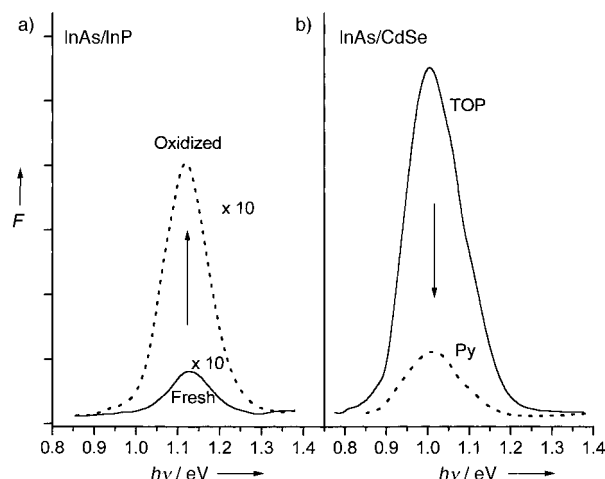 a)
InAs/InP
Oxidized
x 10
x 10
Fresh
F
0.8 0.9 1.0 1.1 1.2 1.3 1.4
hν / eV
b)
InAs/CdSe
TOP
Py
0.8 0.9 1.0 1.1 1.2 1.3 1.4
hν / eV